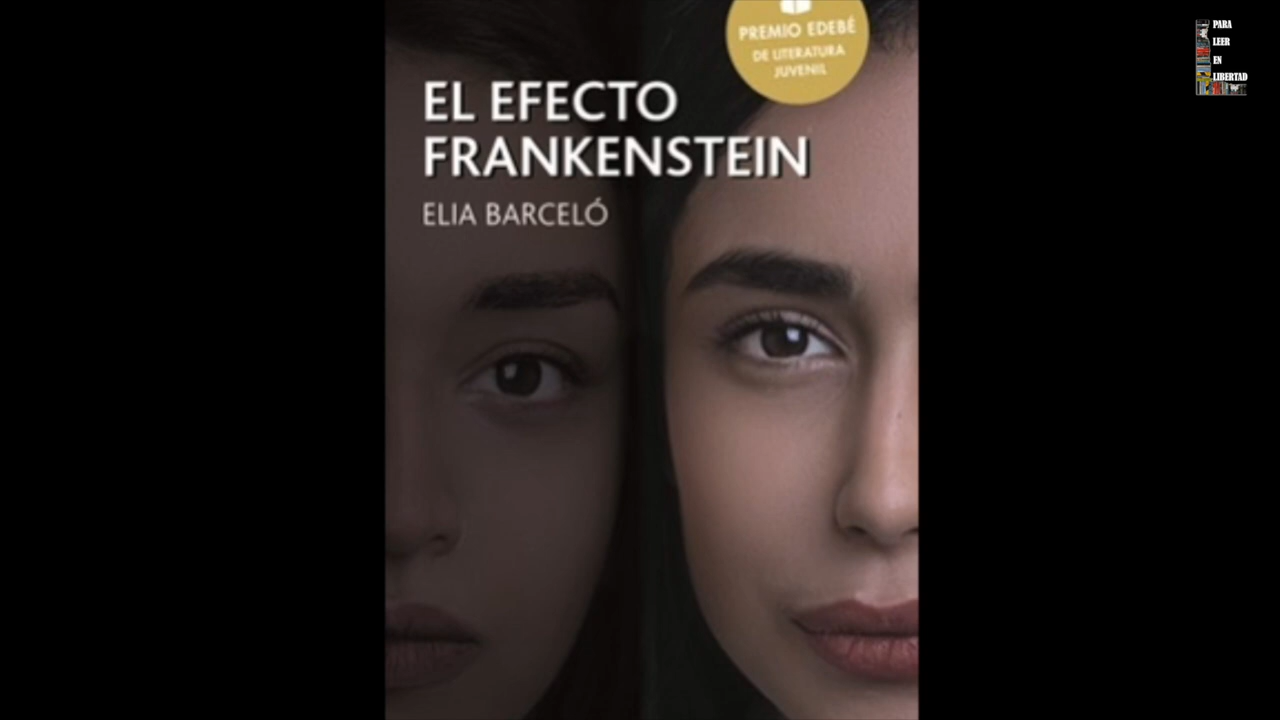 PREMIO EDEBÉ
DE LITERATURA
JUVENIL
EL EFECTO
FRANKENSTEIN
ELIA BARCELÓ
PARA
LEER
EN
LIBERTAD